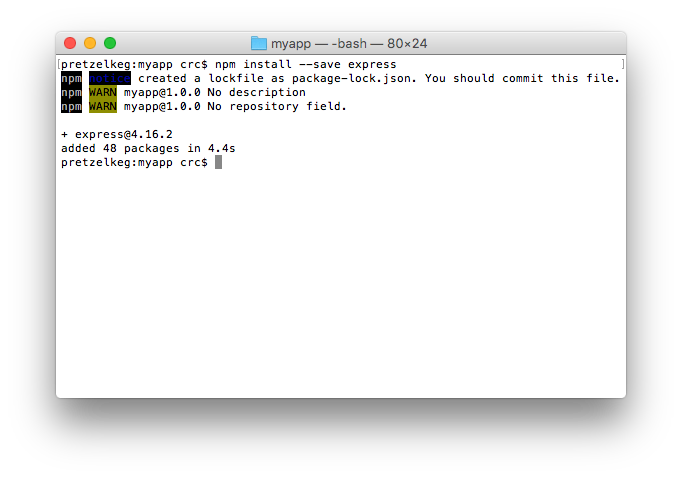 myapp — -bash — 80×24
[pretzelkeg:myapp crc$ npm install --save express ]
npm notice created a lockfile as package-lock.json. You should commit this file.
npm WARN myapp@1.0.0 No description
npm WARN myapp@1.0.0 No repository field.
+ express@4.16.2
added 48 packages in 4.4s
pretzelkeg:myapp crc$